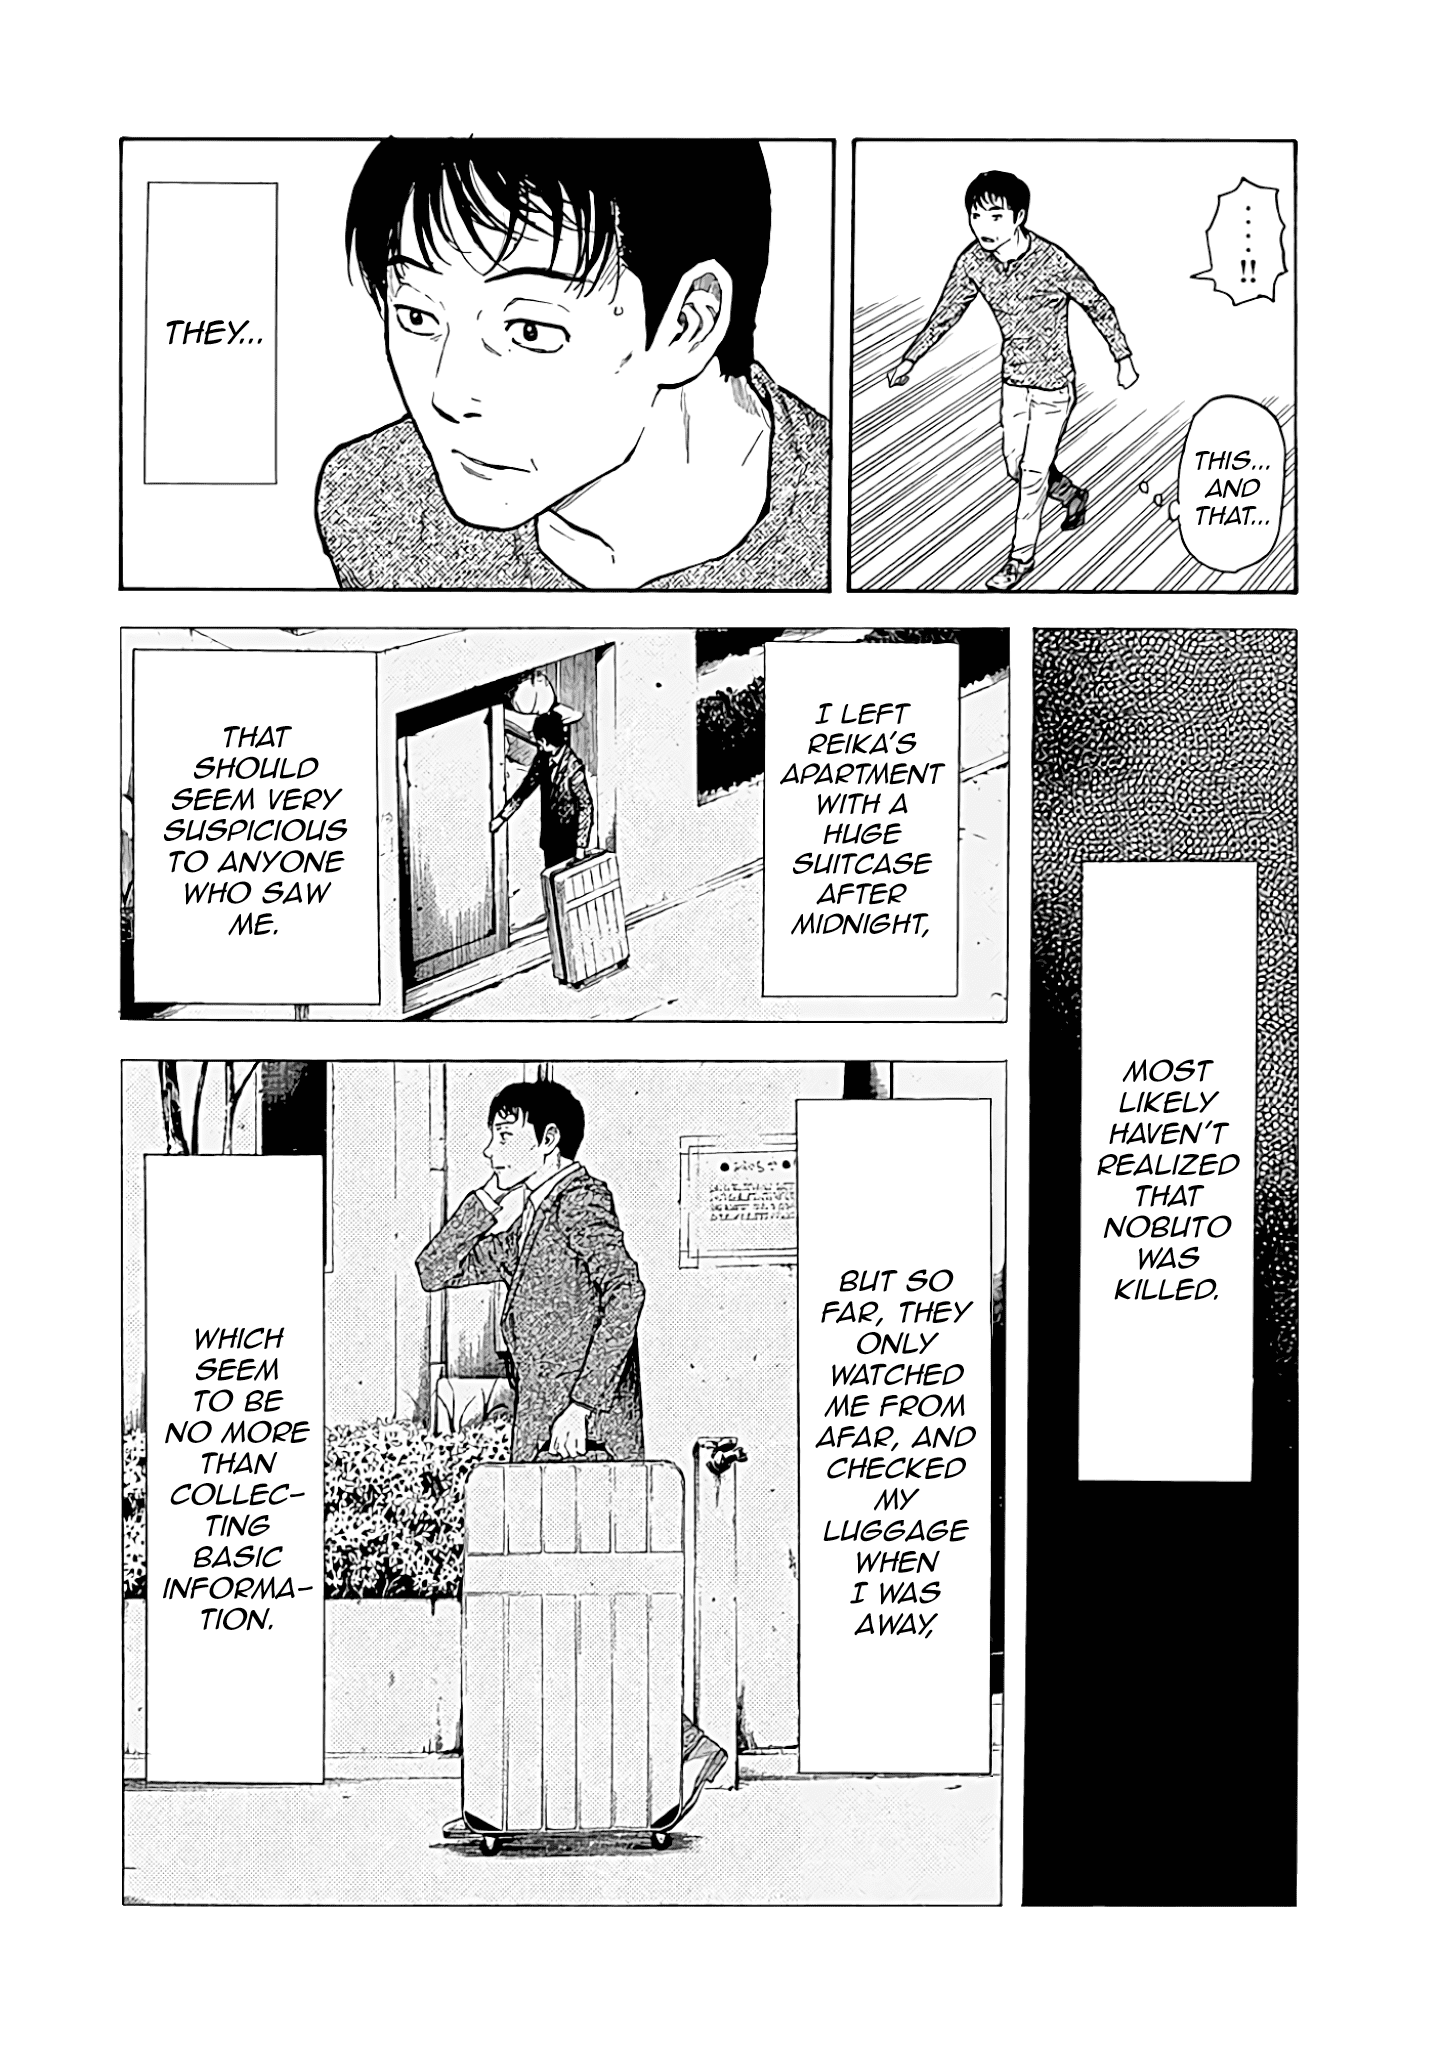 .....!!
THIS...
AND
THAT...
THEY...
MOST
LIKELY
HAVEN'T
REALIZED
THAT
NOBUTO
WAS
KILLED.
I LEFT
REIKA'S
APARTMENT
WITH A
HUGE
SUITCASE
AFTER
MIDNIGHT,
THAT
SHOULD
SEEM VERY
SUSPICIOUS
TO ANYONE
WHO SAW
ME.
BUT SO
FAR, THEY
ONLY
WATCHED
ME FROM
AFAR, AND
CHECKED
MY
LUGGAGE
WHEN
I WAS
AWAY,
WHICH
SEEM
TO BE
NO MORE
THAN
COLLEC-
TING
BASIC
INFORMA-
TION.